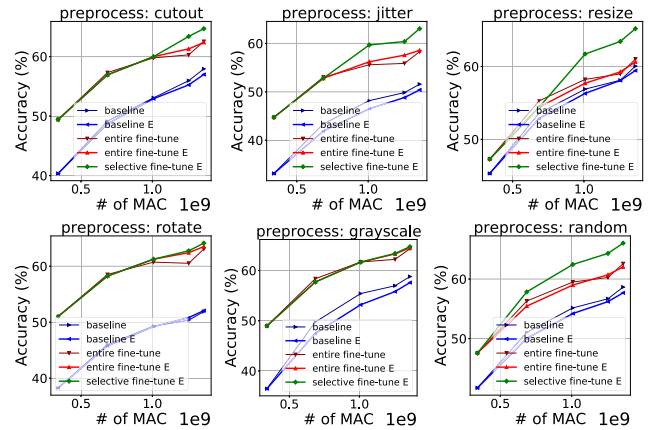 preprocess: cutout
Accuracy (%)
60
50
40
baseline
baseline E
entire fine-tune
entire fine-tune E
selective fine-tune E
0.5
1.0
# of MAC 1e9
preprocess: jitter
Accuracy (%)
60
50
40
baseline
baseline E
entire fine-tune
entire fine-tune E
selective fine-tune E
0.5
1.0
# of MAC 1e9
preprocess: resize
Accuracy (%)
60
50
baseline
baseline E
entire fine-tune
entire fine-tune E
selective fine-tune E
0.5
1.0
# of MAC 1e9
preprocess: rotate
Accuracy (%)
60
50
40
baseline
baseline E
entire fine-tune
entire fine-tune E
selective fine-tune E
0.5
1.0
# of MAC 1e9
preprocess: grayscale
Accuracy (%)
60
50
40
baseline
baseline E
entire fine-tune
entire fine-tune E
selective fine-tune E
0.5
1.0
# of MAC 1e9
preprocess: random
Accuracy (%)
60
50
baseline
baseline E
entire fine-tune
entire fine-tune E
selective fine-tune E
0.5
1.0
# of MAC 1e9